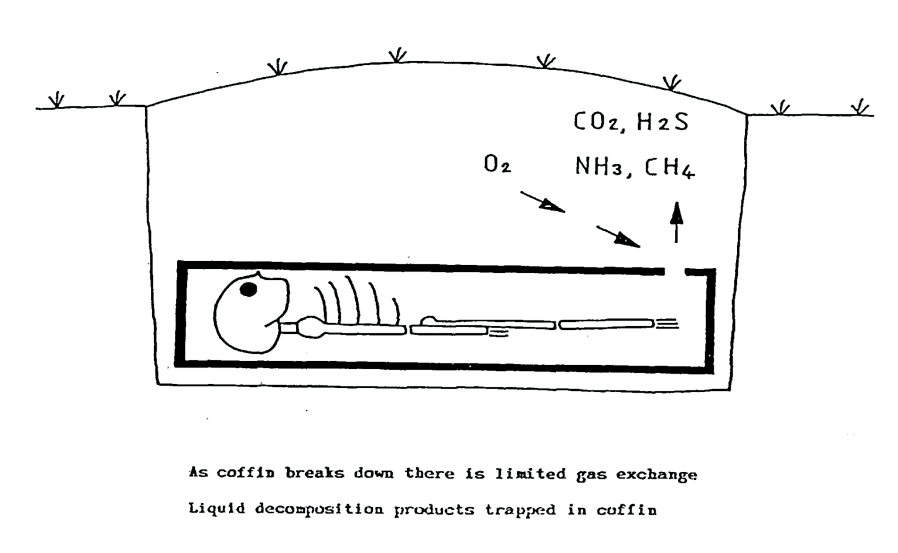 CO2, H2S
O2 NH3, CH4
As coffin breaks down there is limited gas exchange
Liquid decomposition products trapped in coffin